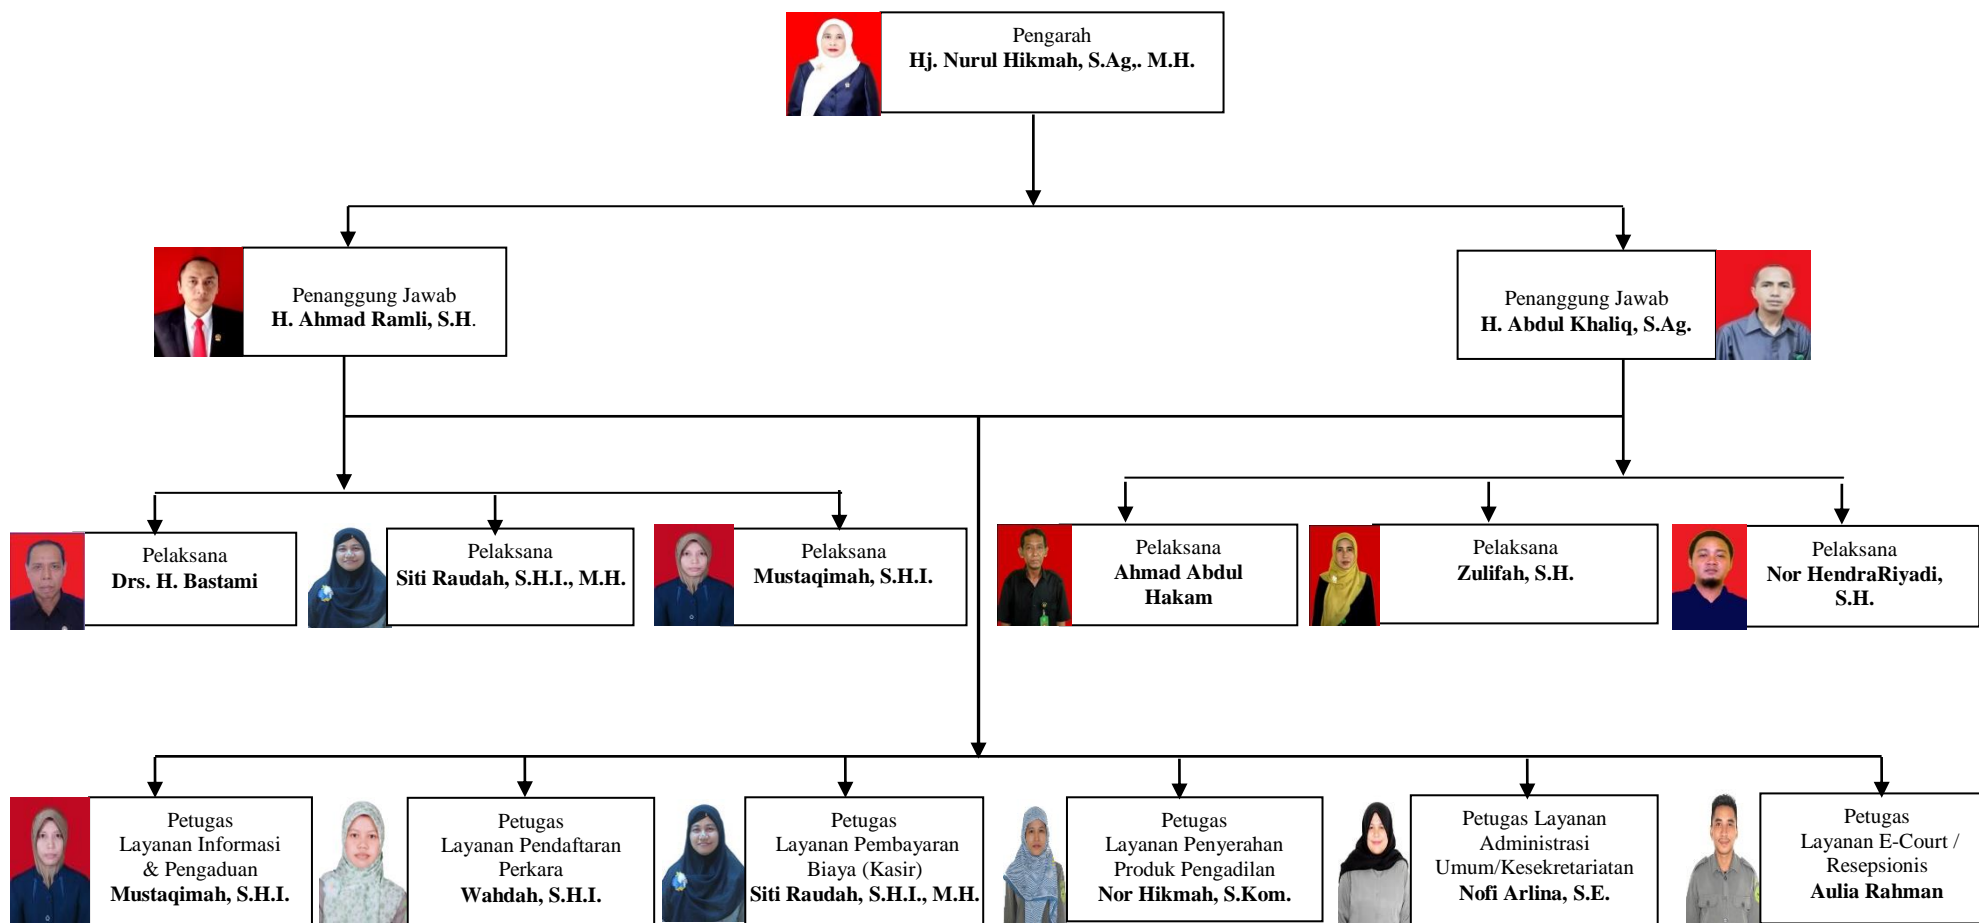 Pengarah
Hj. Nurul Hikmah, S.Ag,. M.H.
Penanggung Jawab
H. Ahmad Ramli, S.H.
Penanggung Jawab
H. Abdul Khaliq, S.Ag.
Pelaksana
Drs. H. Bastami
Pelaksana
Siti Raudah, S.H.I., M.H.
Pelaksana
Mustaqimah, S.H.I.
Pelaksana
Ahmad Abdul
Hakam
Pelaksana
Zulifah, S.H.
Pelaksana
Nor HendraRiyadi,
S.H.
Petugas
Layanan Informasi
& Pengaduan
Mustaqimah, S.H.I.
Petugas
Layanan Pendaftaran
Perkara
Wahdah, S.H.I.
Petugas
Layanan Pembayaran
Biaya (Kasir)
Siti Raudah, S.H.I., M.H.
Petugas
Layanan Penyerahan
Produk Pengadilan
Nor Hikmah, S.Kom.
Petugas Layanan
Administrasi
Umum/Kesekretariatan
Nofi Arlina, S.E.
Petugas
Layanan E-Court /
Resepsionis
Aulia Rahman